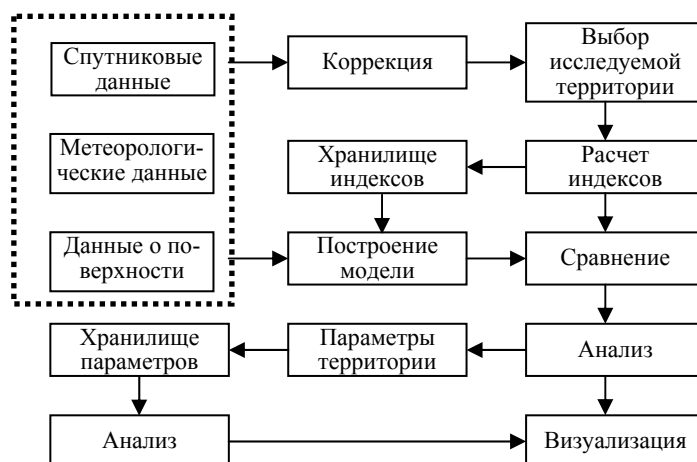 Спутниковые
данные
Коррекция
Выбор
исследуемой
территории
Метеорологи-
ческие данные
Хранилище
индексов
Расчет
индексов
Данные о по-
верхности
Построение
модели
Сравнение
Хранилище
параметров
Параметры
территории
Анализ
Анализ
Визуализация